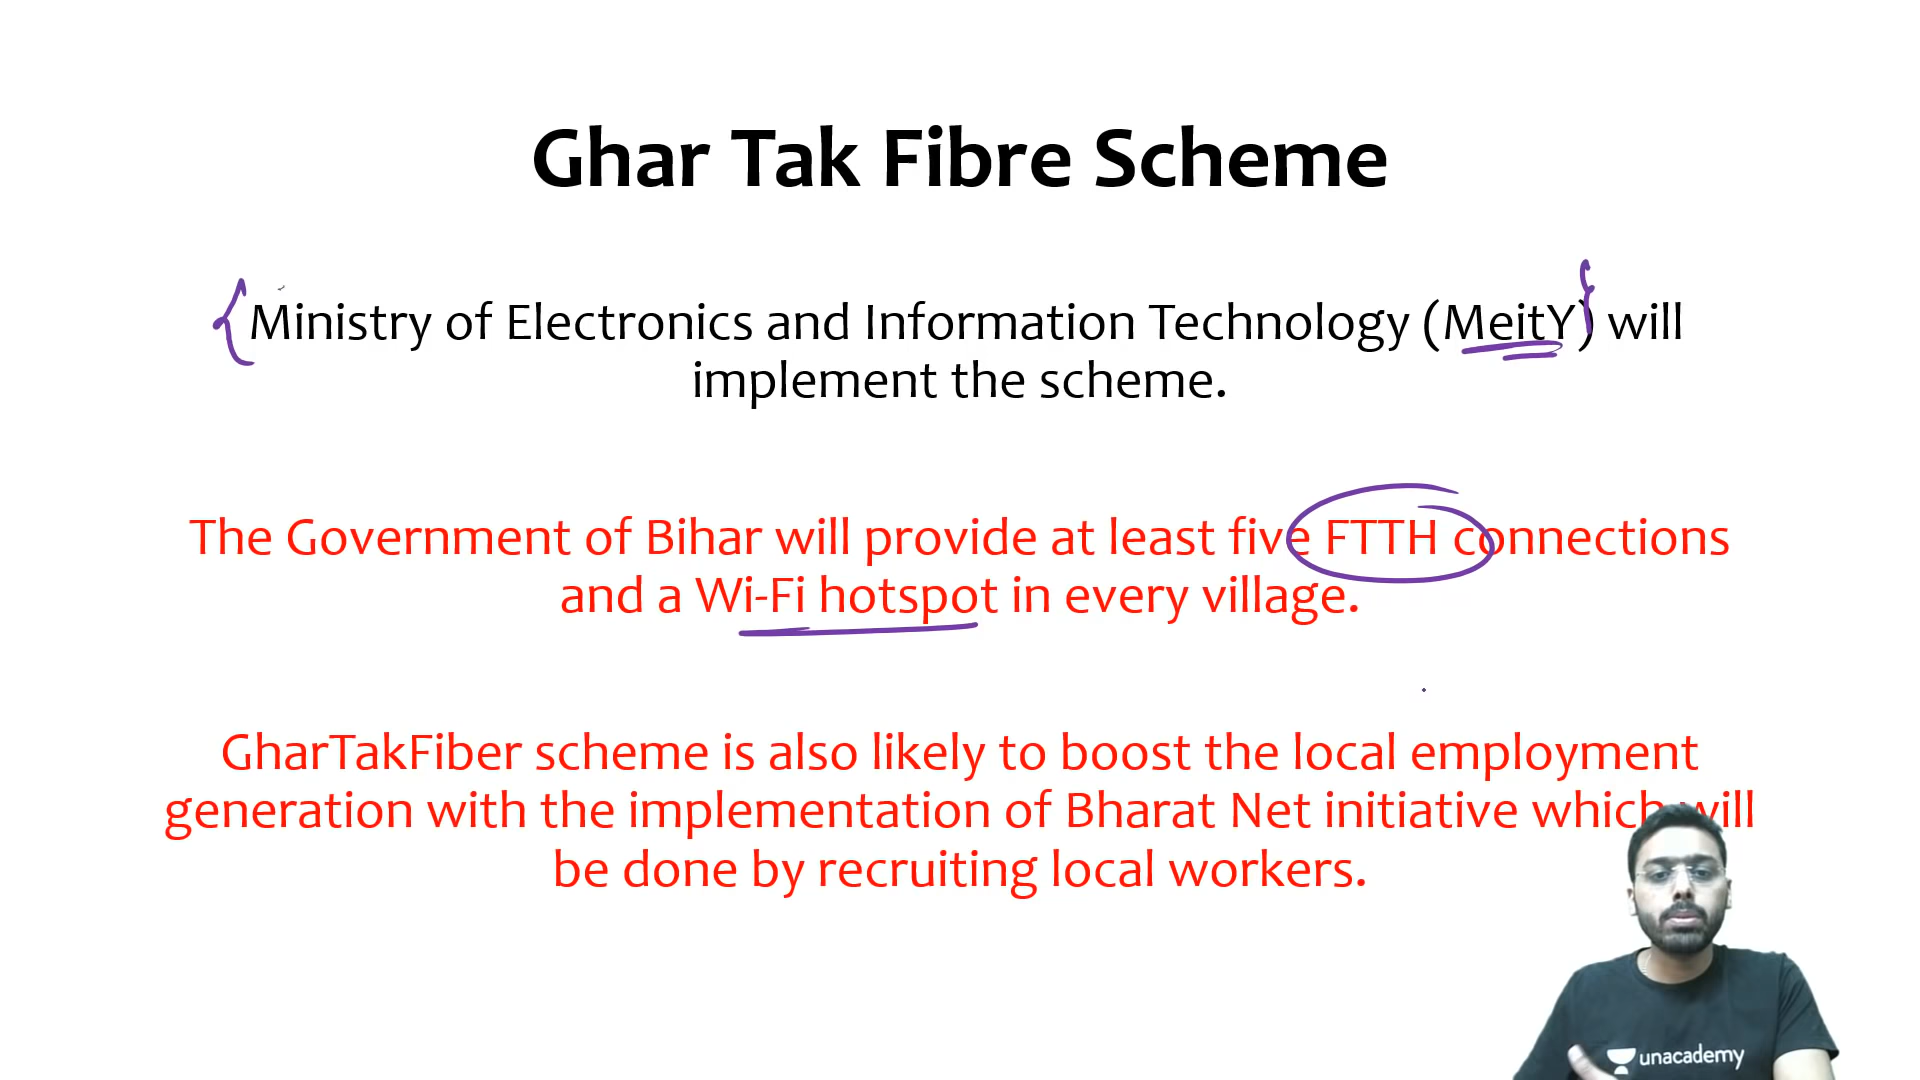 Ghar Tak Fibre Scheme
Ministry of Electronics and Information Technology (MeitY) will
implement the scheme.
The Government of Bihar will provide at least five FTTH connections
and a Wi-Fi hotspot in every village.
GharTakFiber scheme is also likely to boost the local employment
generation with the implementation of Bharat Net initiative which will
be done by recruiting local workers.
unacademy